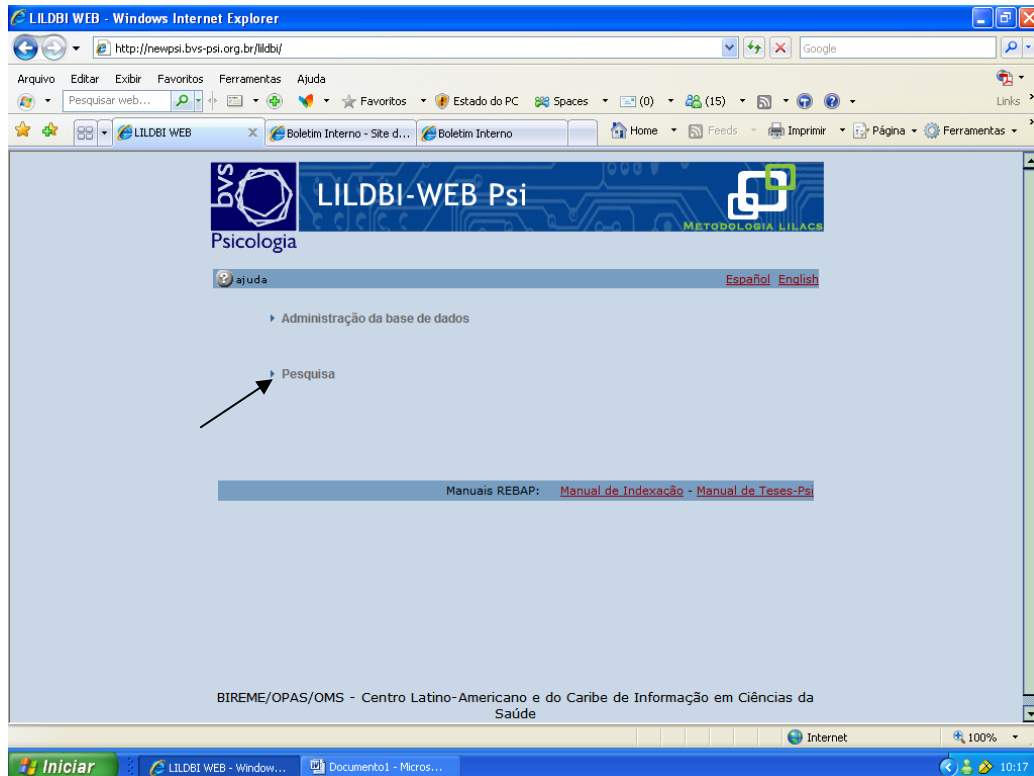 LILDBI WEB - Windows Internet Explorer
http://newpsi.bvs-psi.org.br/lildbi/
Google
Arquivo Editar Exibir Favoritos Ferramentas Ajuda
Pesquisar web... Favoritos Estado do PC Spaces (0) (15) Links
LILDBI WEB Boletim Interno - Site d... Boletim Interno Home Feeds Imprimir Página Ferramentas
bvs
Psicologia
LILDBI-WEB Psi
METODOLOGIA LILACS
ajuda Español English
Administração da base de dados
Pesquisa
Manuais REBAP: Manual de Indexação - Manual de Teses-Psi
BIREME/OPAS/OMS - Centro Latino-Americano e do Caribe de Informação em Ciências da
Saúde
Internet 100%
Iniciar LILDBI WEB - Window... Documento1 - Micros... 10:17